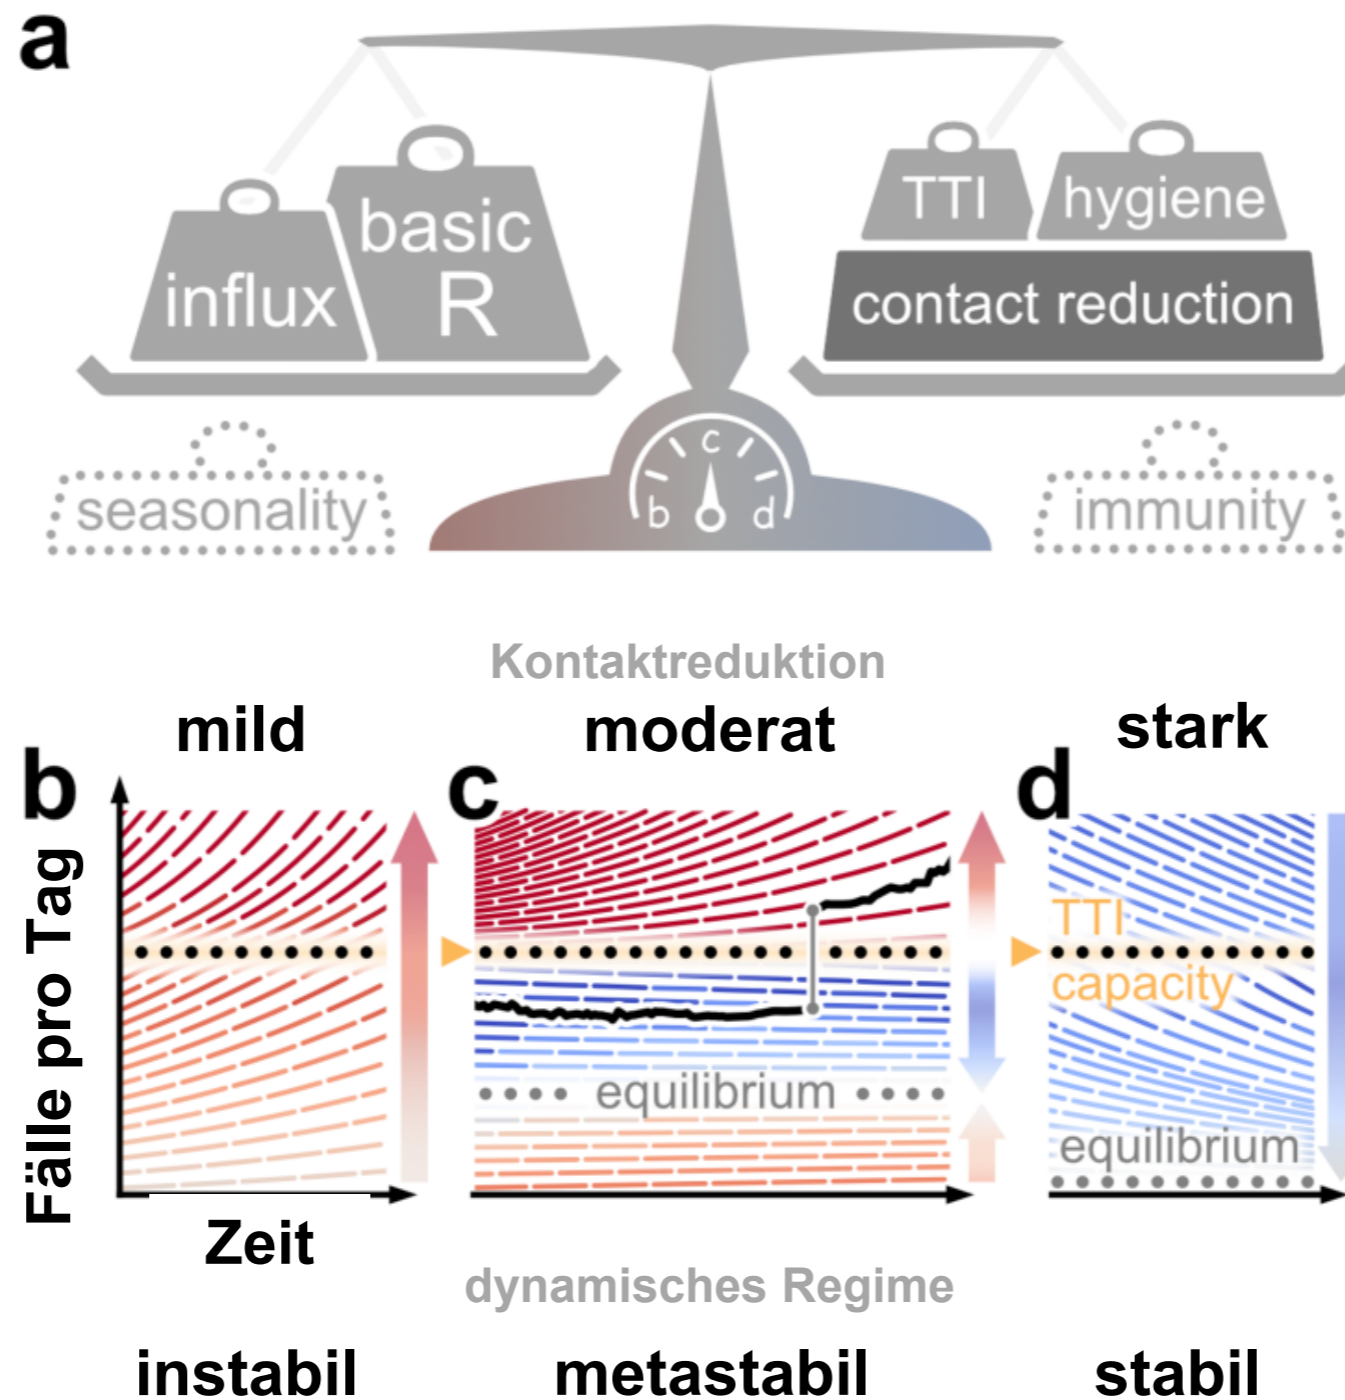 a
TTI hygiene
basic
influx R
contact reduction
c
b d
seasonality immunity
Kontaktreduktion
mild moderat stark
b c d
Fälle pro Tag
TTI
capacity
equilibrium
equilibrium
Zeit
dynamisches Regime
instabil metastabil stabil